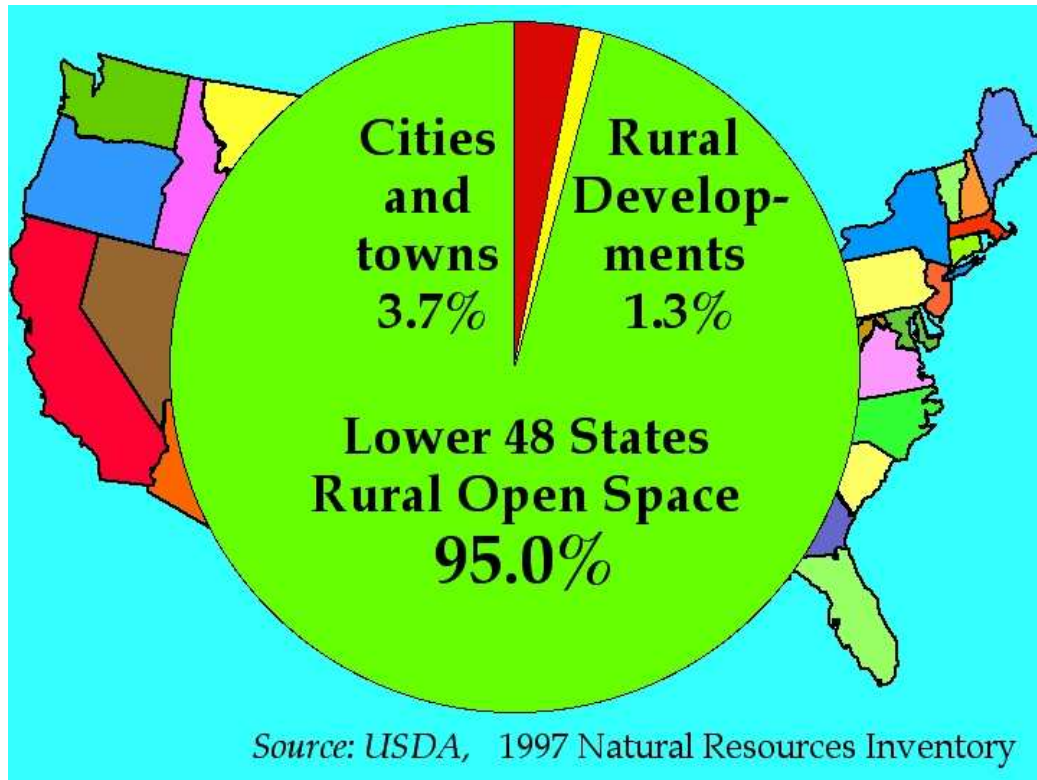 Cities
and
towns
3.7%
Rural
Develop-
ments
1.3%
Lower 48 States
Rural Open Space
95.0%
Source: USDA, 1997 Natural Resources Inventory